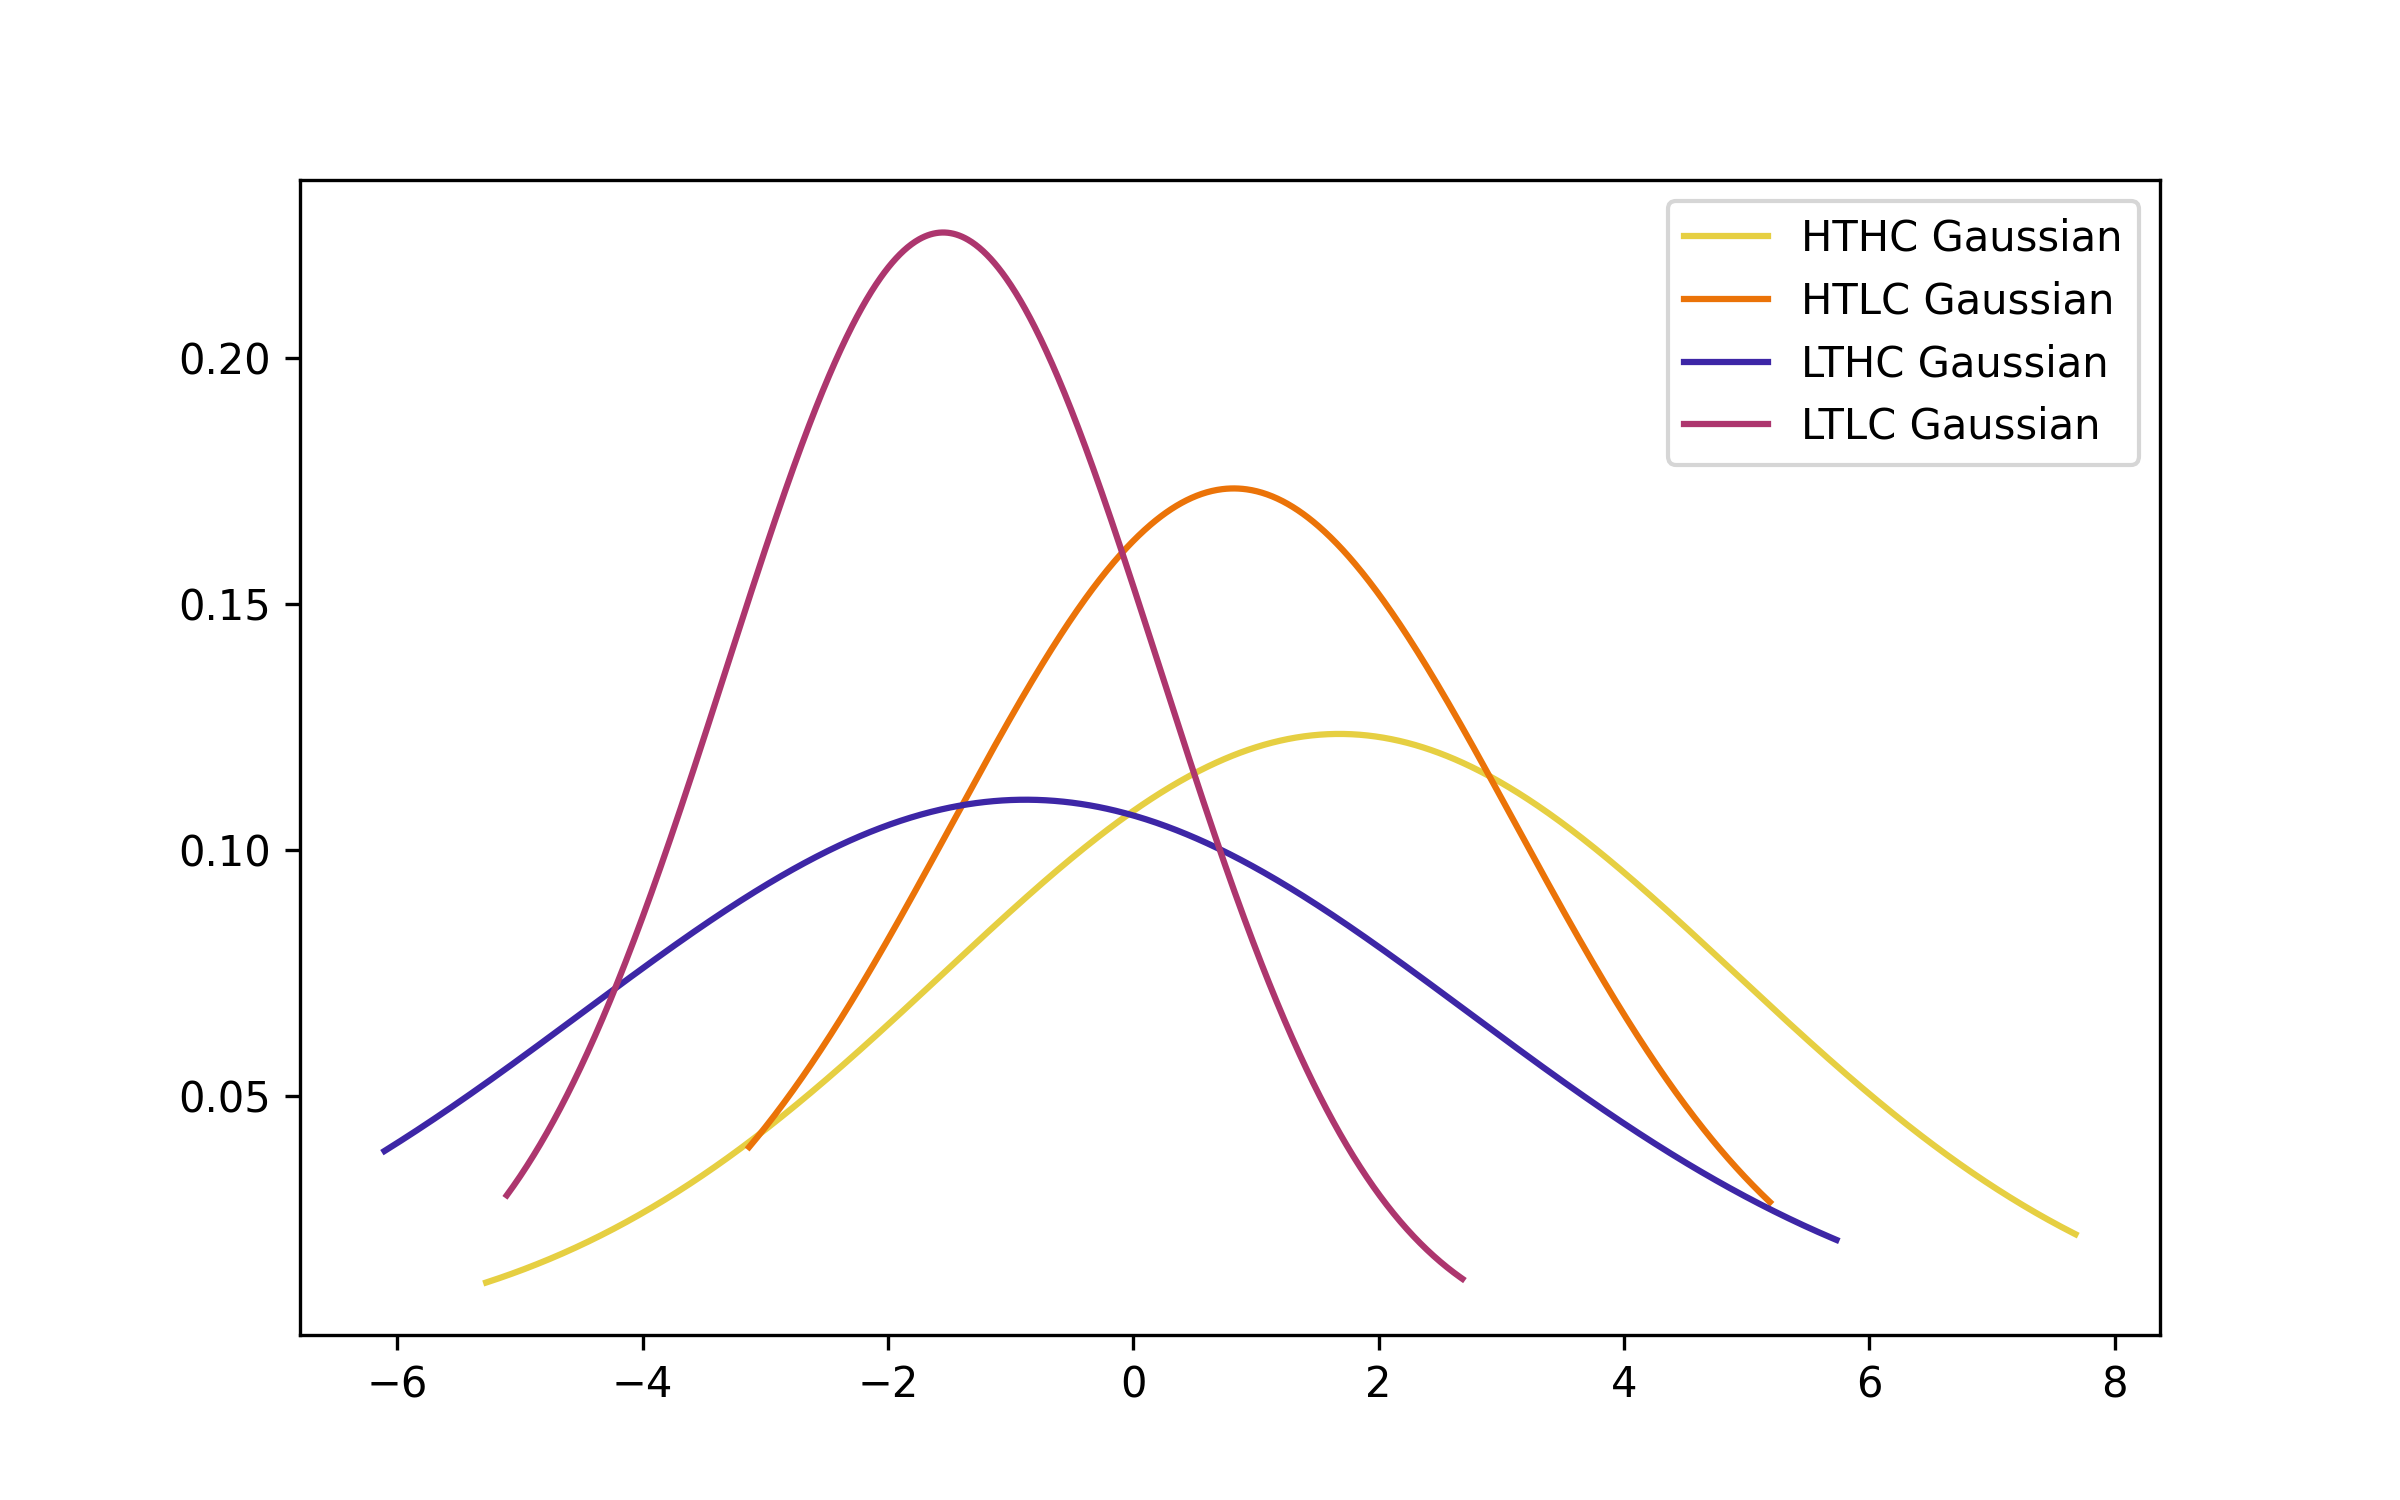 HTHC Gaussian
HTLC Gaussian
LTHC Gaussian
LTLC Gaussian
0.20
0.15
0.10
0.05
−6 −4 −2 0 2 4 6 8